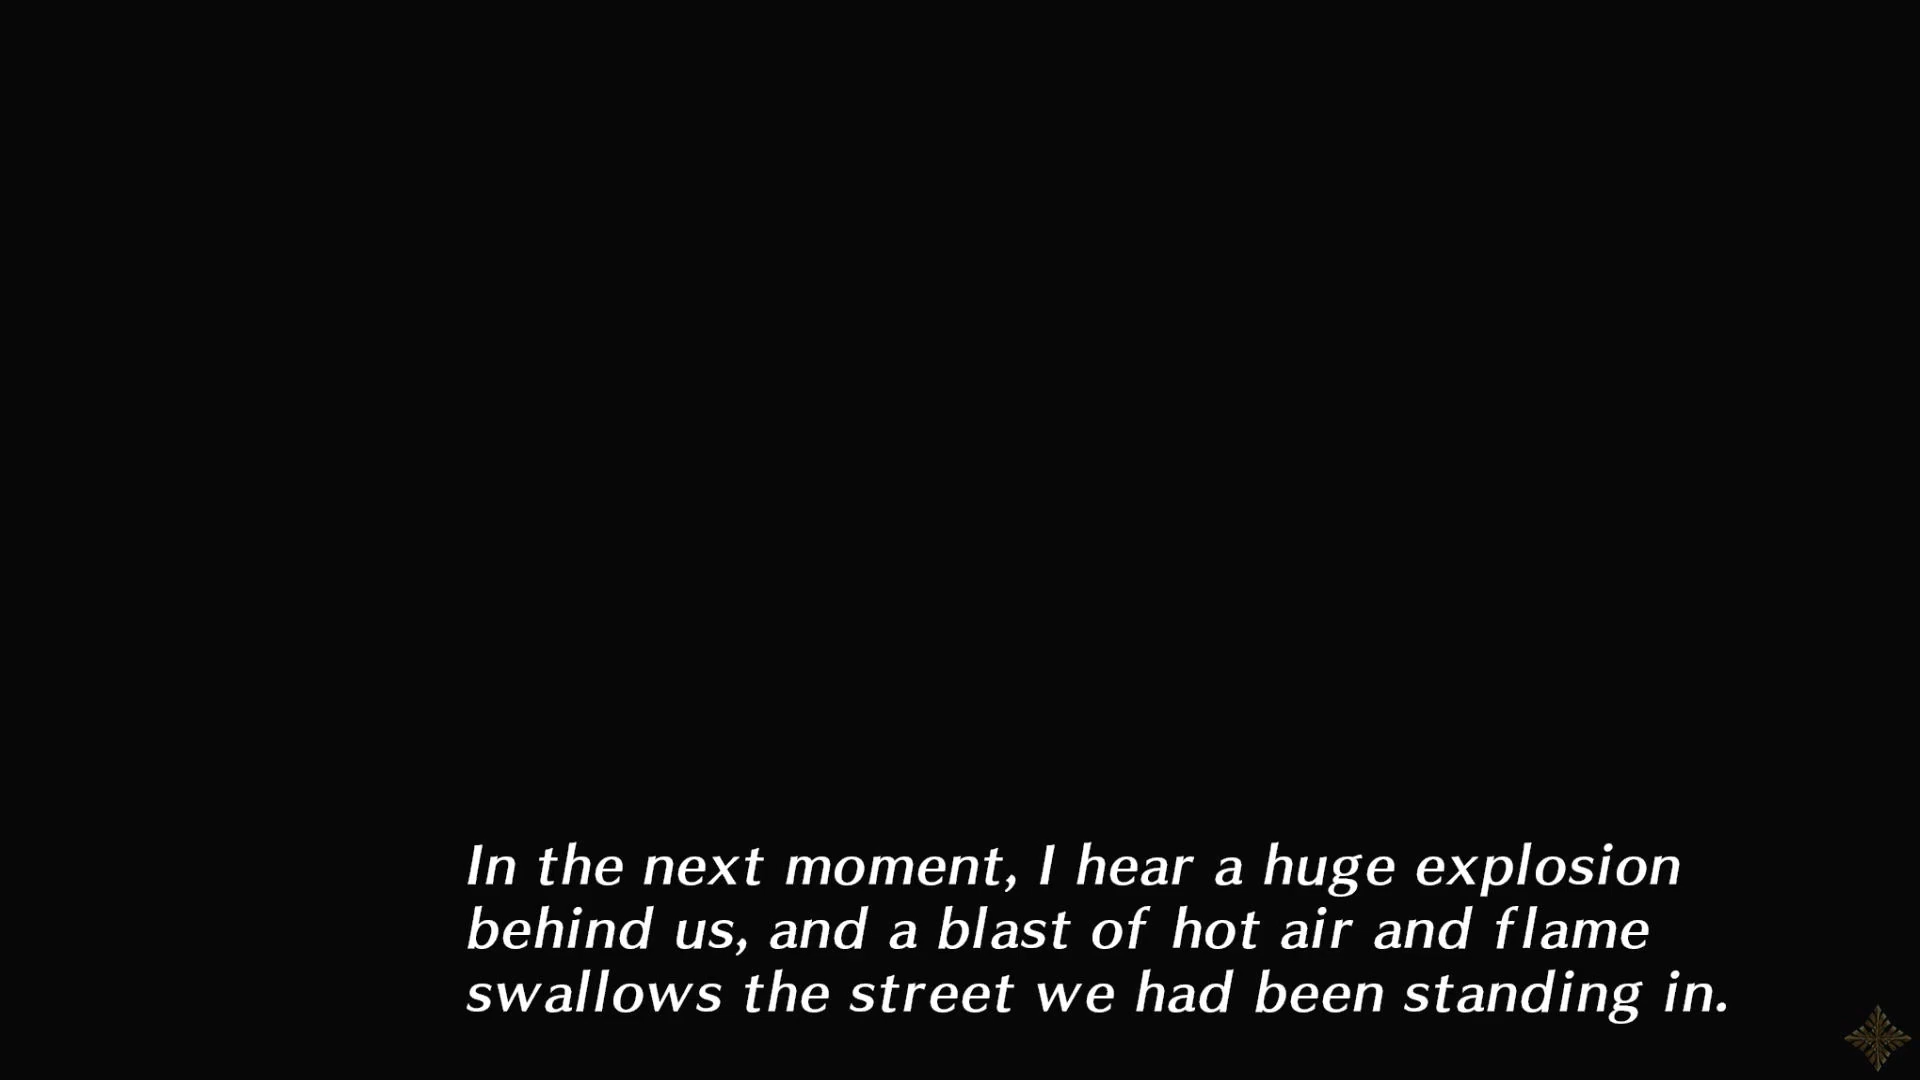 In the next moment, I hear a huge explosion
behind us, and a blast of hot air and flame
swallows the street we had been standing in.